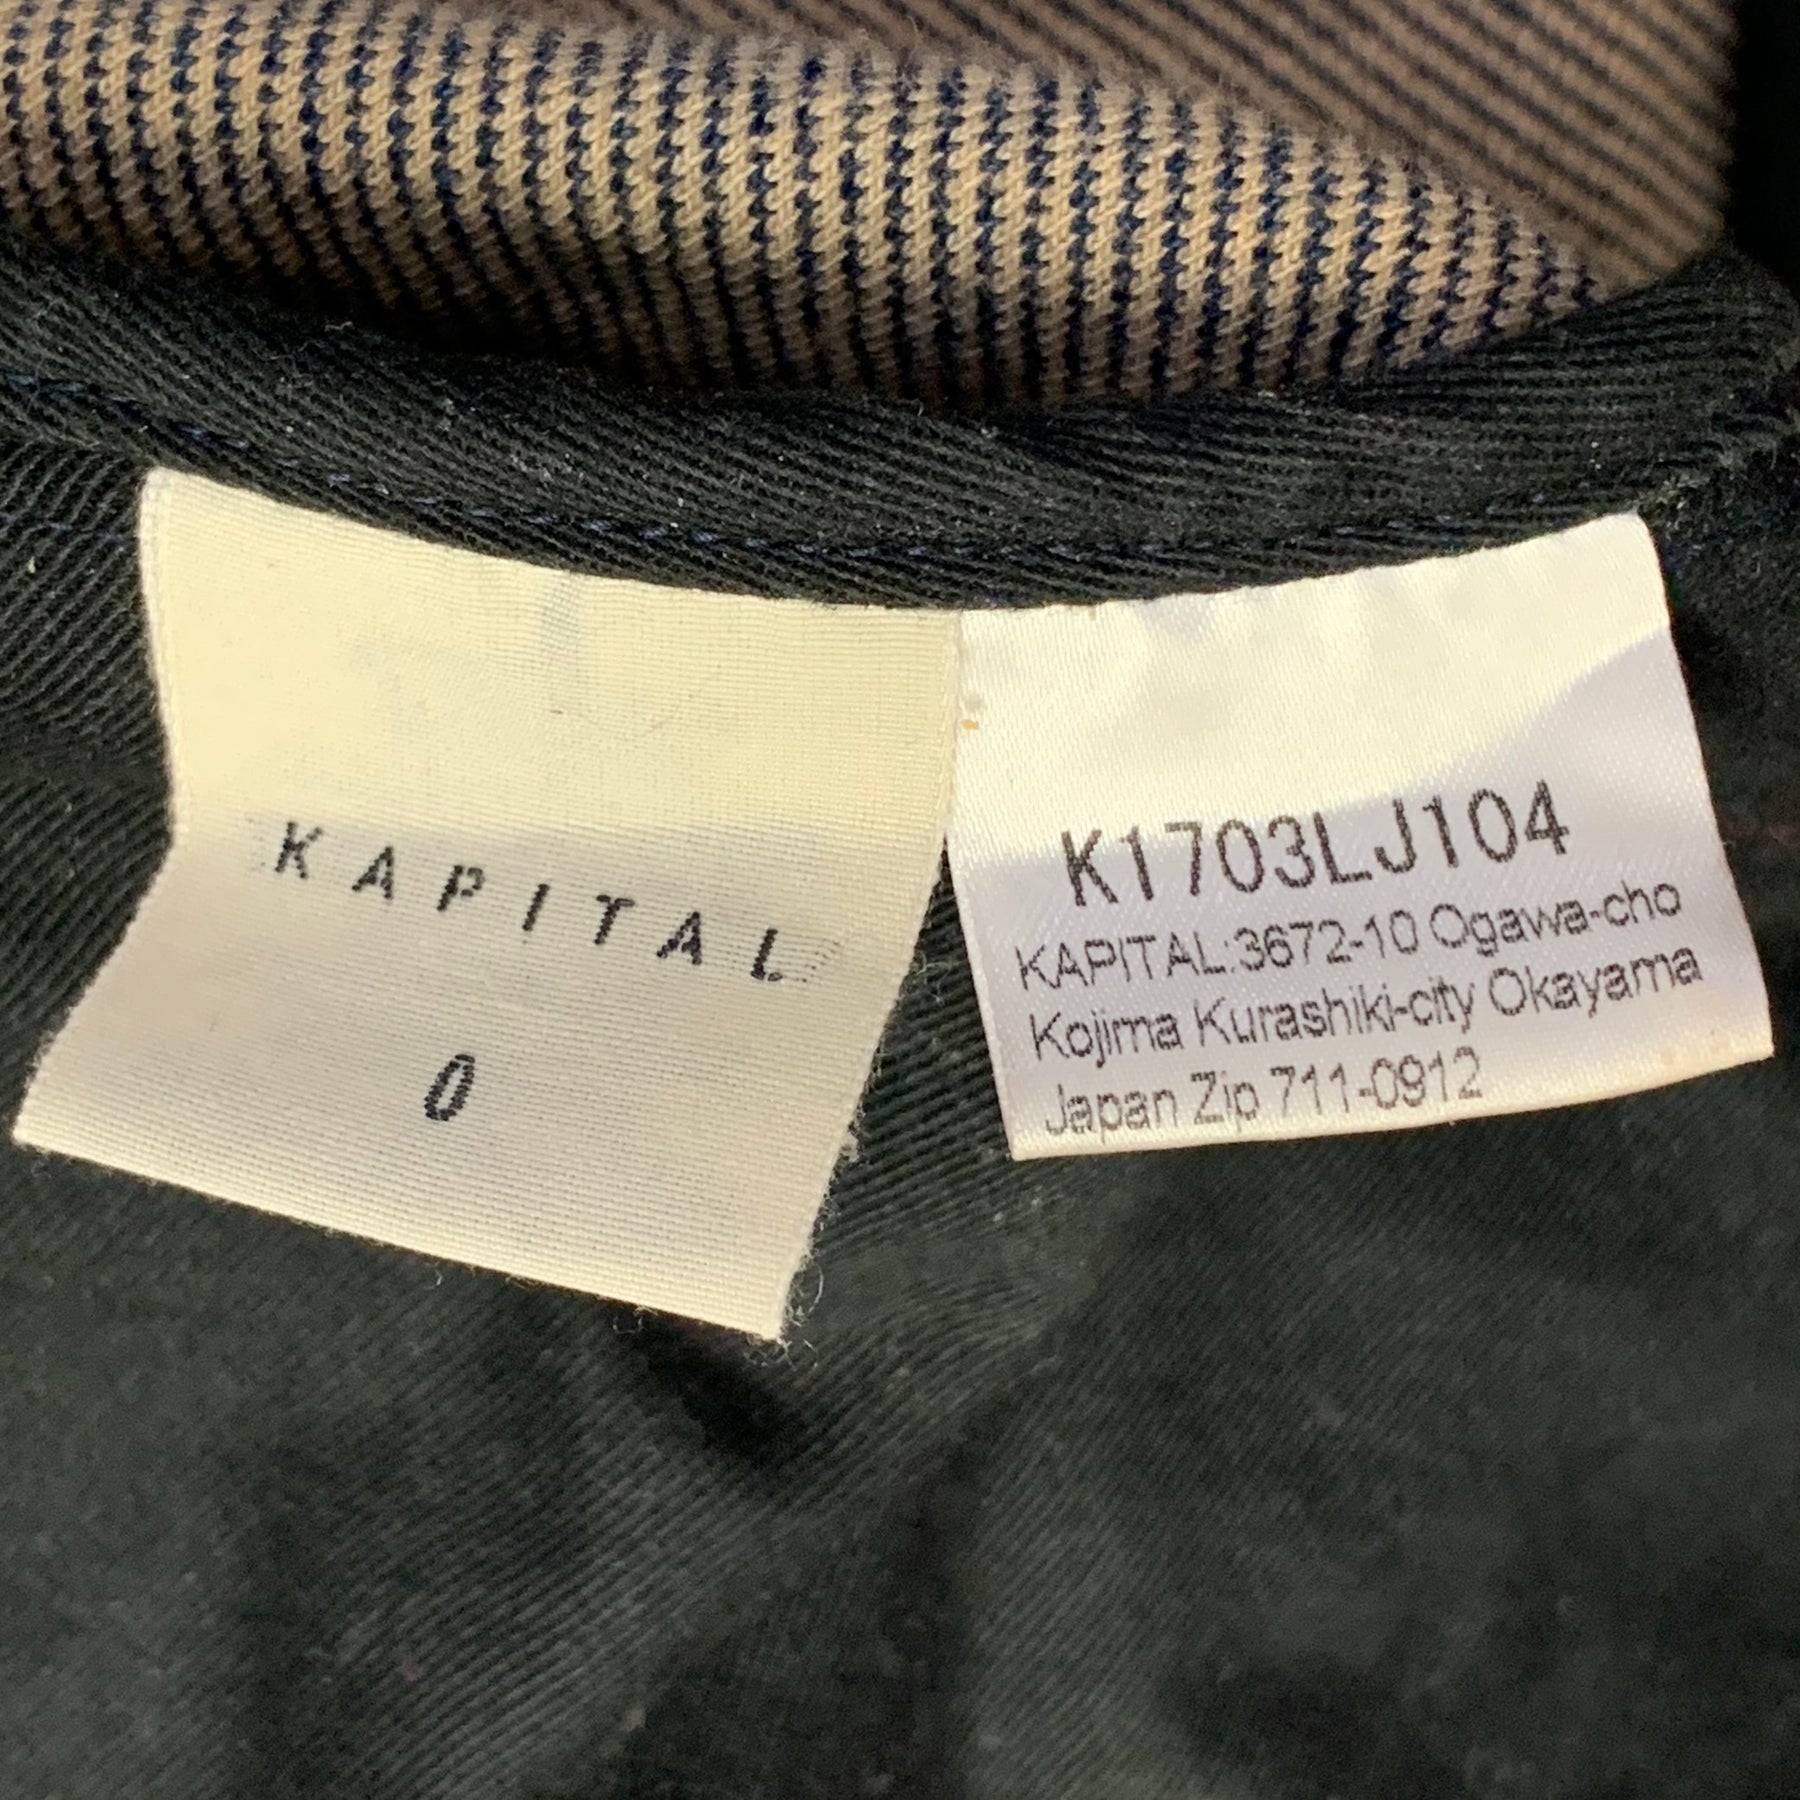 KAPITAL
0
K1703LJ104
KAPITAL:3672-10 Ogawa-cho
Kojima Kurashiki-city Okayama
Japan Zip 711-0912